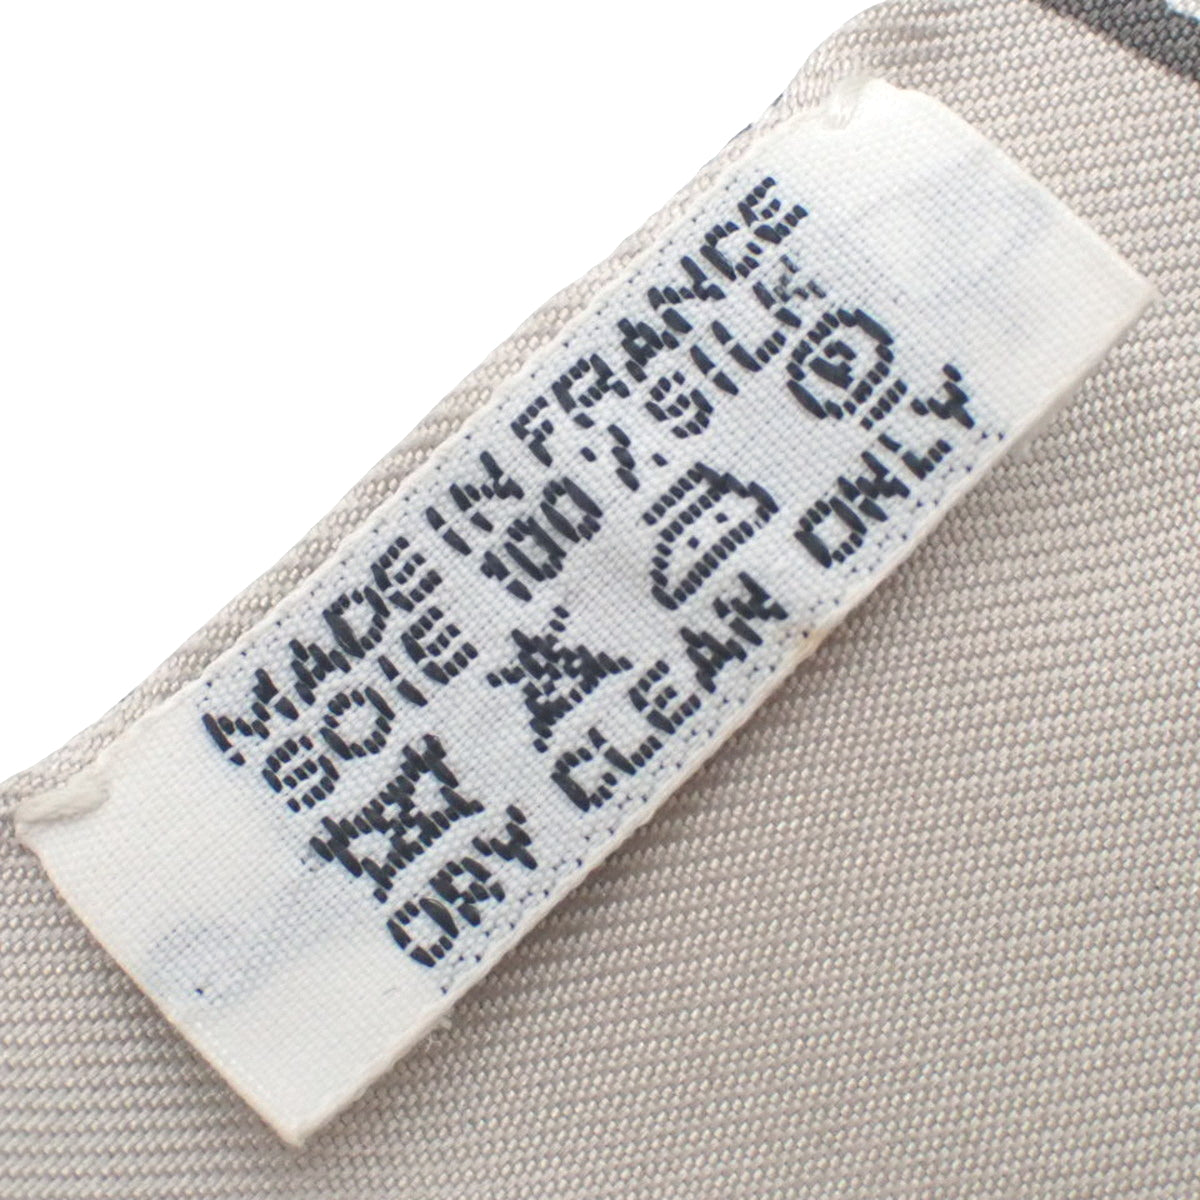 MADE IN FRANCE
SOIE 100 % SILK
DRY CLEAN ONLY